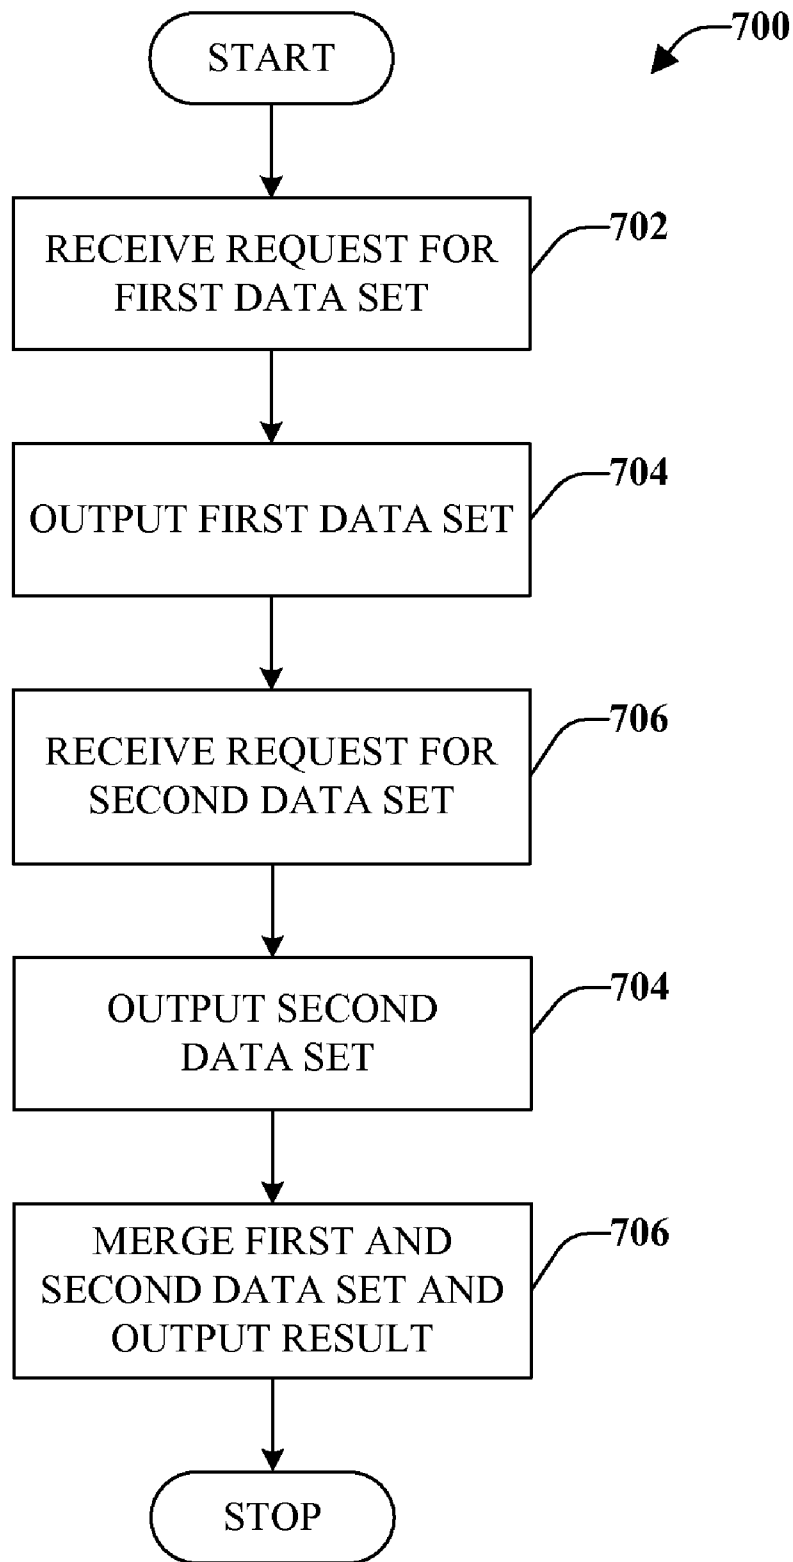 START
700
RECEIVE REQUEST FOR
FIRST DATA SET
702
OUTPUT FIRST DATA SET
704
RECEIVE REQUEST FOR
SECOND DATA SET
706
OUTPUT SECOND
DATA SET
704
MERGE FIRST AND
SECOND DATA SET AND
OUTPUT RESULT
706
STOP